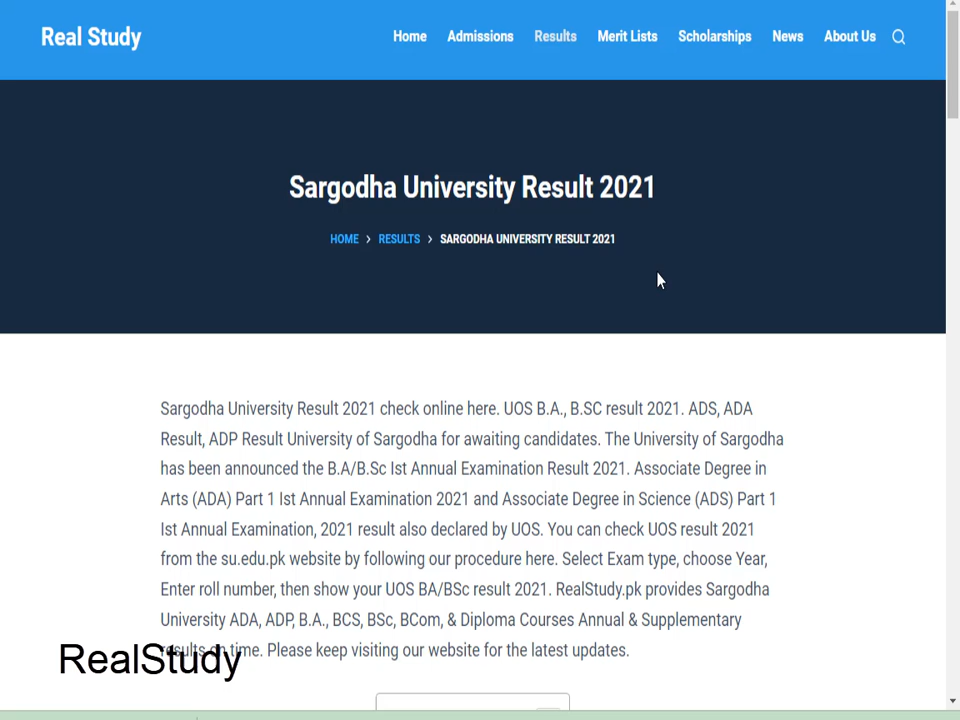 Real Study
Home Admissions Results Merit Lists Scholarships News About Us
Sargodha University Result 2021
HOME > RESULTS > SARGODHA UNIVERSITY RESULT 2021
Sargodha University Result 2021 check online here. UOS B.A., B.SC result 2021. ADS, ADA
Result, ADP Result University of Sargodha for awaiting candidates. The University of Sargodha
has been announced the B.A/B.Sc Ist Annual Examination Result 2021. Associate Degree in
Arts (ADA) Part 1 Ist Annual Examination 2021 and Associate Degree in Science (ADS) Part 1
Ist Annual Examination, 2021 result also declared by UOS. You can check UOS result 2021
from the su.edu.pk website by following our procedure here. Select Exam type, choose Year,
Enter roll number, then show your UOS BA/BSc result 2021. RealStudy.pk provides Sargodha
University ADA, ADP, B.A., BCS, BSc, BCom, & Diploma Courses Annual & Supplementary
results on time. Please keep visiting our website for the latest updates.
RealStudy